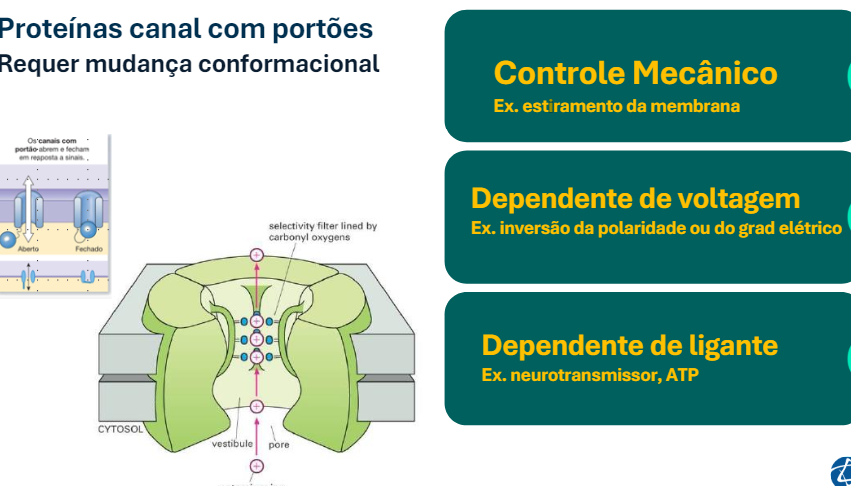 Proteínas canal com portões
Requer mudança conformacional
Os canais com
portão abrem e fecham
em resposta a sinais.
Aberto
Fechado
selectivity filter lined by
carbonyl oxygens
CYTOSOL
vestibule
pore
Controle Mecânico
Ex. estiramento da membrana
Dependente de voltagem
Ex. inversão da polaridade ou do grad elétrico
Dependente de ligante
Ex. neurotransmissor, ATP